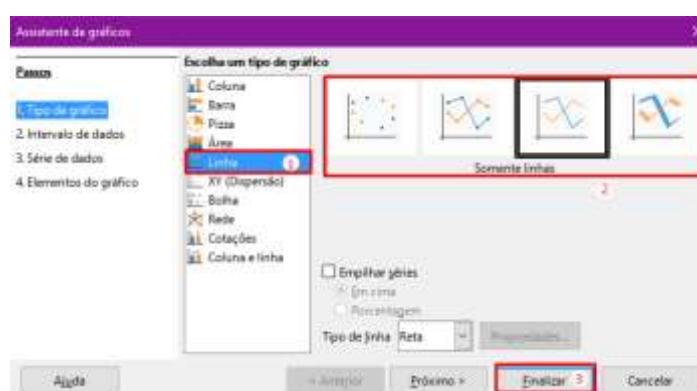 Assistente de gráficos
Passos
1. Tipo de gráfico
2. Intervalo de dados
3. Série de dados
4. Elementos do gráfico
Escolha um tipo de gráfico
Coluna
Barra
Pizza
Área
Linha 1
XY (Dispersão)
Bolha
Rede
Cotações
Coluna e linha
Somente linhas
2
Empilhar séries
Em cima
Porcentagem
Tipo de linha Reta Propriedades...
Ajuda < Anterior Próximo > Finalizar 3 Cancelar